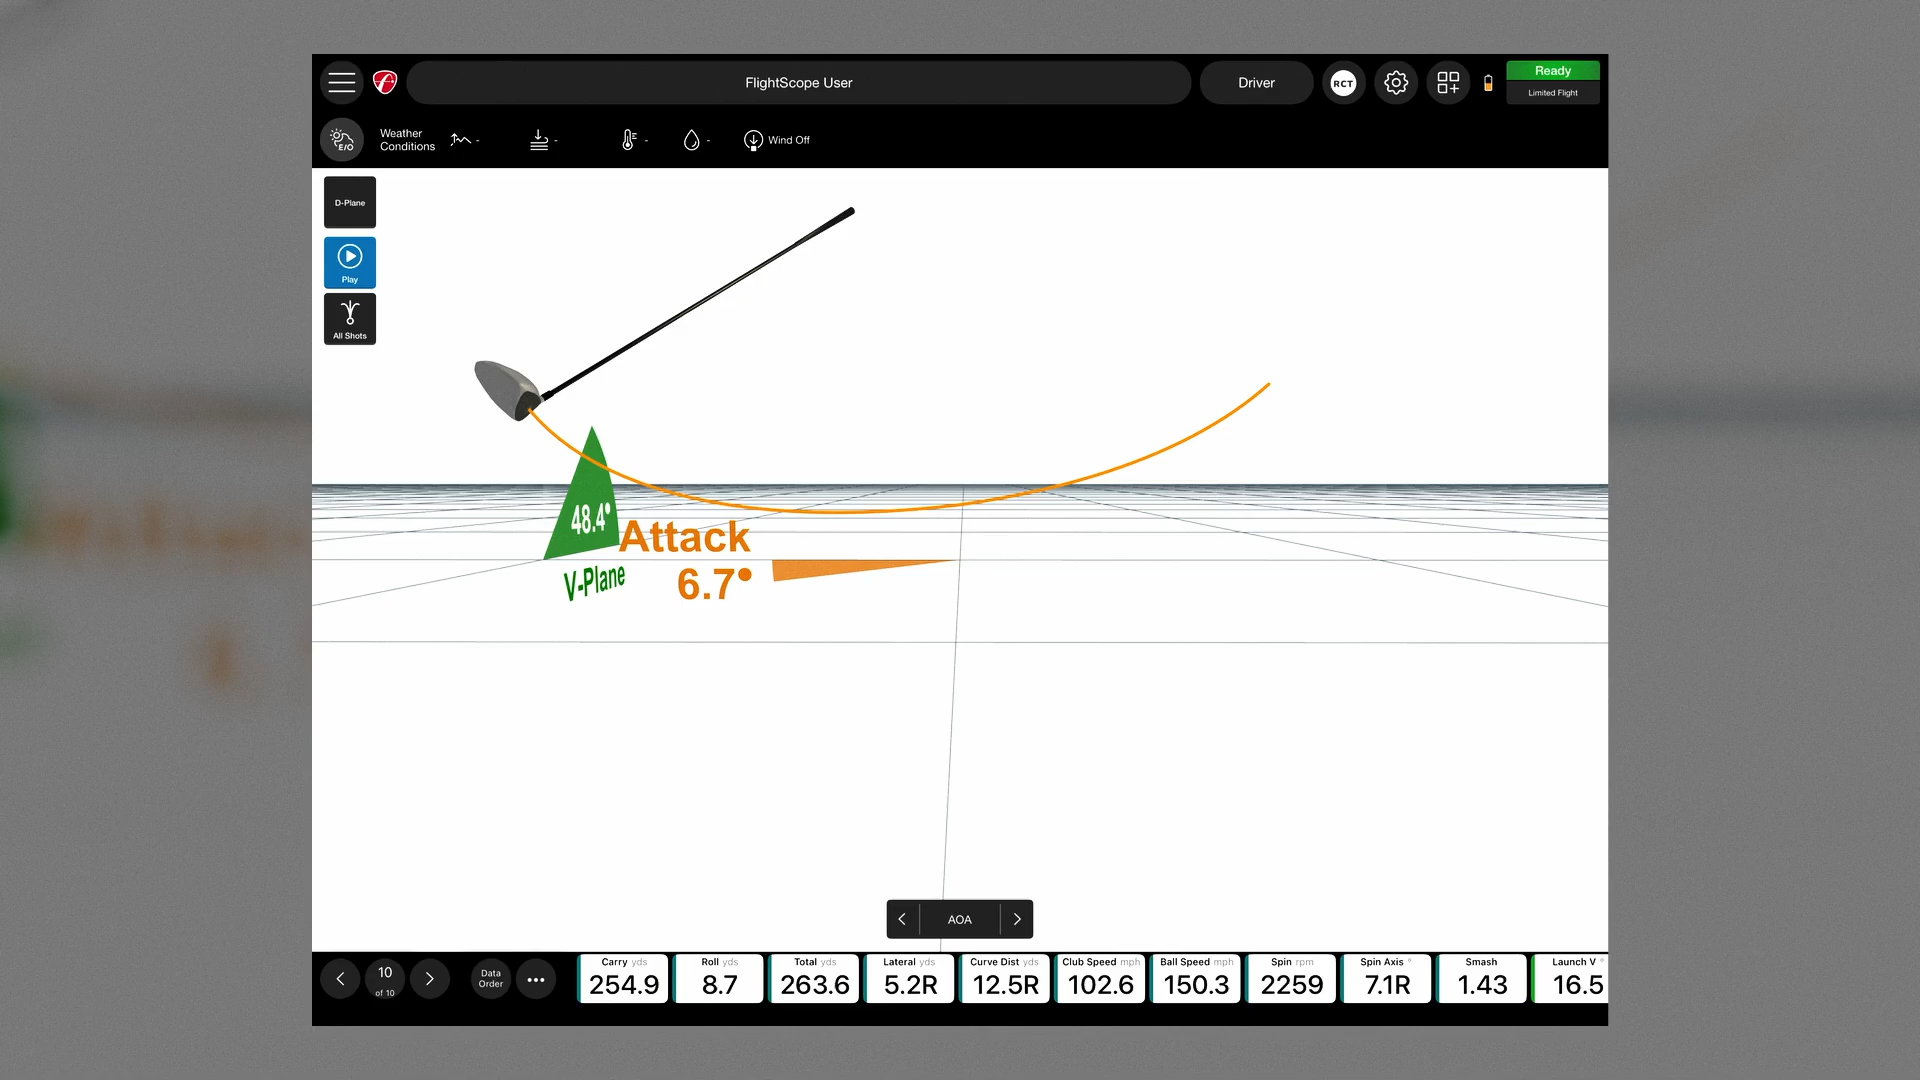 FlightScope User
Driver
RCT
Ready
Limited Flight
E/O
Weather
Conditions
-
-
-
-
Wind Off
D-Plane
Play
All Shots
48.4°
V-Plane
Attack
6.7°
AOA
10
of 10
Data
Order
Carry yds
254.9
Roll yds
8.7
Total yds
263.6
Lateral yds
5.2R
Curve Dist yds
12.5R
Club Speed mph
102.6
Ball Speed mph
150.3
Spin rpm
2259
Spin Axis °
7.1R
Smash
1.43
Launch V °
16.5